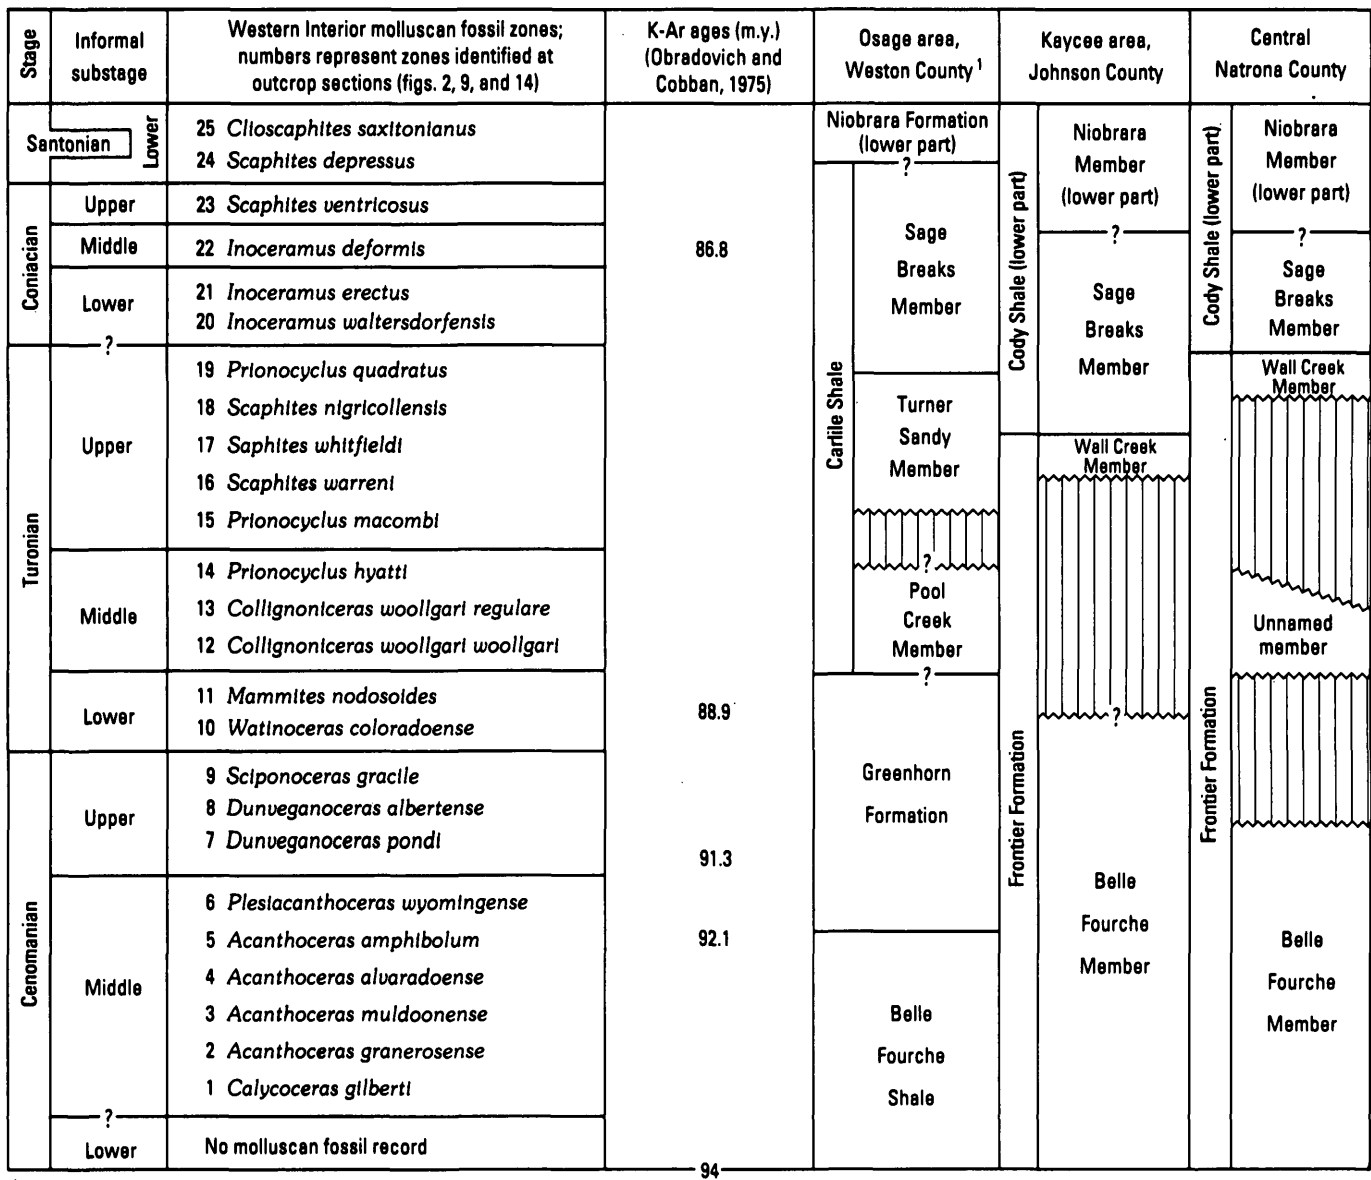 Stage
Informal
substage
Western Interior molluscan fossil zones;
numbers represent zones identified at
outcrop sections (figs. 2, 9, and 14)
K-Ar ages (m.y.)
(Obradovich and
Cobban, 1975)
Osage area,
Weston County 1
Kaycee area,
Johnson County
Central
Natrona County
Santonian
Lower
25 Clioscaphites saxitonianus
24 Scaphites depressus
Coniacian
Upper
23 Scaphites ventricosus
Middle
22 Inoceramus deformis
86.8
Lower
21 Inoceramus erectus
20 Inoceramus waltersdorfensis
?
Turonian
Upper
19 Prionocyclus quadratus
18 Scaphites nigricollensis
17 Saphites whitfieldi
16 Scaphites warreni
15 Prionocyclus macombi
Middle
14 Prionocyclus hyatti
13 Collignoniceras woollgari regulare
12 Collignoniceras woollgari woollgari
Lower
11 Mammites nodosoides
10 Watinoceras coloradoense
88.9
Cenomanian
Upper
9 Sciponoceras gracile
8 Dunveganoceras albertense
7 Dunveganoceras pondi
91.3
Middle
6 Plesiacanthoceras wyomingense
5 Acanthoceras amphibolum
92.1
4 Acanthoceras alvaradoense
3 Acanthoceras muldoonense
2 Acanthoceras granerosense
1 Calycoceras gilberti
?
Lower
No molluscan fossil record
94
Niobrara Formation
(lower part)
?
Carlile Shale
Sage
Breaks
Member
Turner
Sandy
Member
?
Pool
Creek
Member
?
Greenhorn
Formation
Belle
Fourche
Shale
Cody Shale (lower part)
Niobrara
Member
(lower part)
?
Sage
Breaks
Member
Frontier Formation
Wall Creek
Member
?
Belle
Fourche
Member
Cody Shale (lower part)
Niobrara
Member
(lower part)
?
Sage
Breaks
Member
Frontier Formation
Wall Creek
Member
Unnamed
member
Belle
Fourche
Member